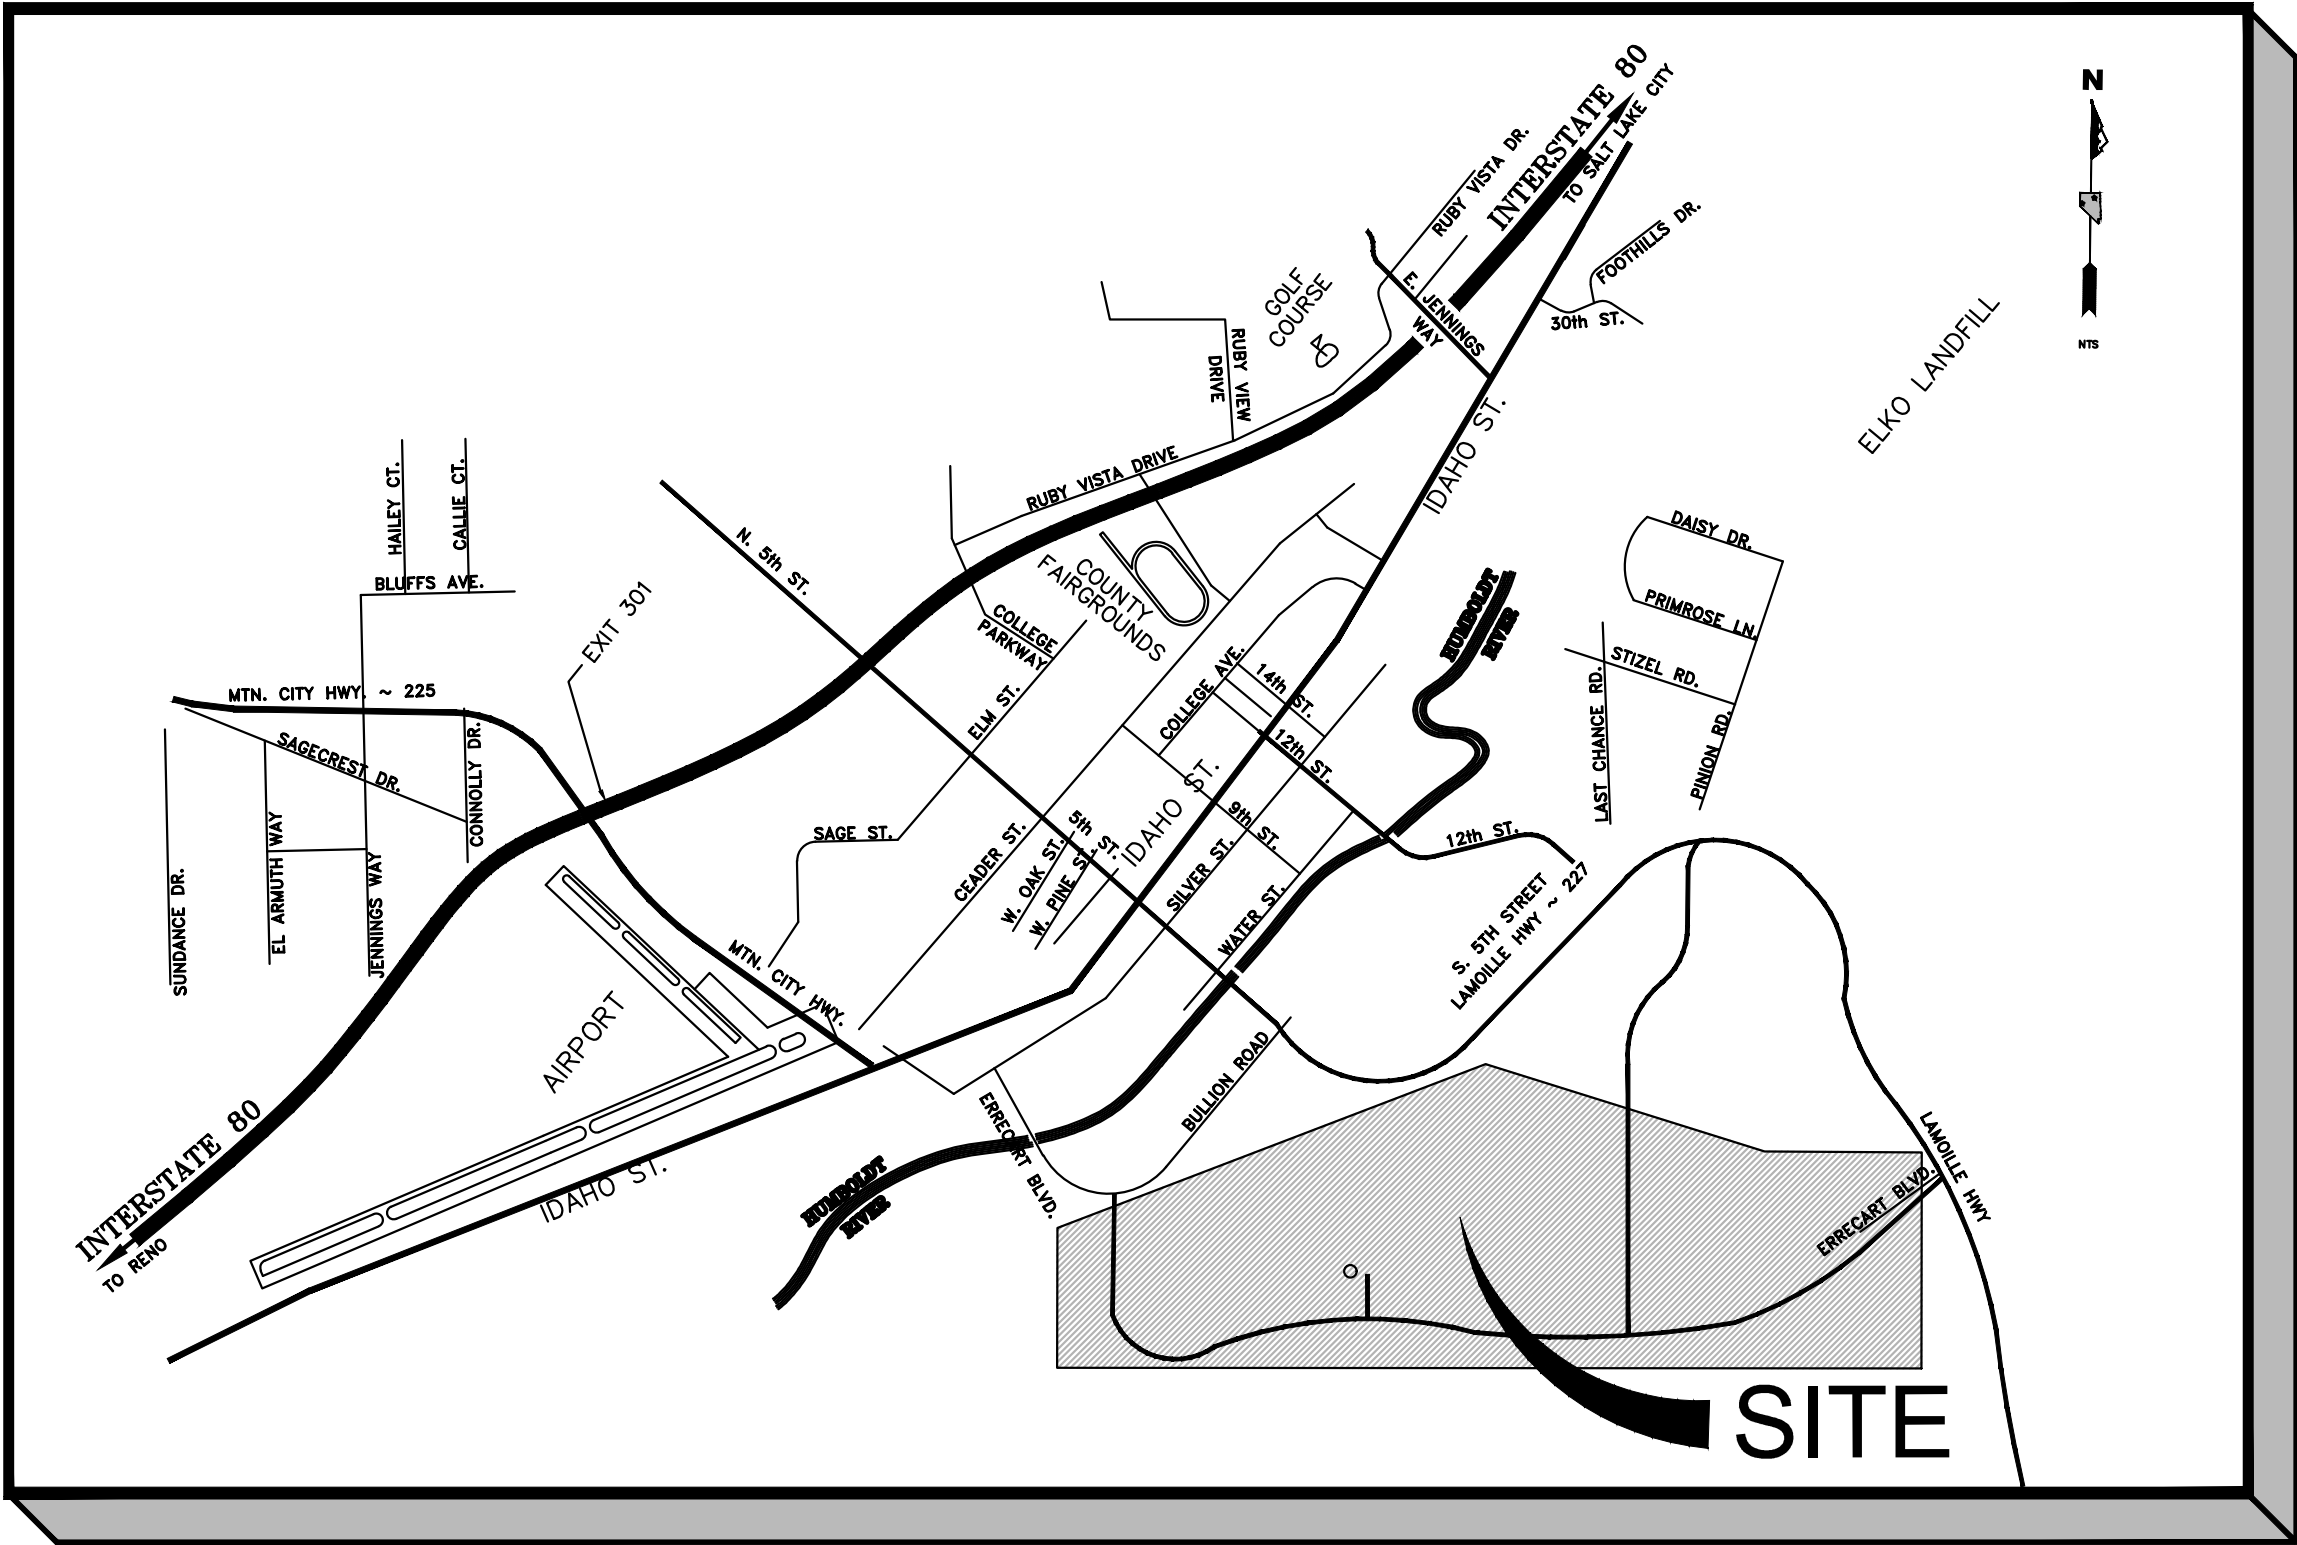 INTERSTATE 80
TO SALT LAKE CITY
N
NTS
RUBY VISTA DR.
FOOTHILLS DR.
30th ST.
E. JENNINGS
WAY
GOLF
COURSE
RUBY VIEW
DRIVE
ELKO LANDFILL
IDAHO ST.
RUBY VISTA DRIVE
HAILEY CT.
CALLIE CT.
BLUFFS AVE.
N. 5th ST.
EXIT 301
COUNTY
FAIRGROUNDS
COLLEGE
PARKWAY
HUMBOLDT
RIVER
DAISY DR.
PRIMROSE LN.
STIZEL RD.
LAST CHANCE RD.
PINION RD.
MTN. CITY HWY. ~ 225
SAGECREST DR.
CONNOLLY DR.
SUNDANCE DR.
EL ARMUTH WAY
JENNINGS WAY
ELM ST.
SAGE ST.
COLLEGE AVE.
14th ST.
12th ST.
9th ST.
5th ST.
IDAHO ST.
CEADER ST.
W. OAK ST.
W. PINE ST.
SILVER ST.
WATER ST.
12th ST.
S. 5TH STREET
LAMOILLE HWY ~ 227
MTN. CITY HWY.
AIRPORT
INTERSTATE 80
TO RENO
IDAHO ST.
HUMBOLDT
RIVER
ERRECART BLVD.
BULLION ROAD
LAMOILLE HWY
ERRECART BLVD.
SITE